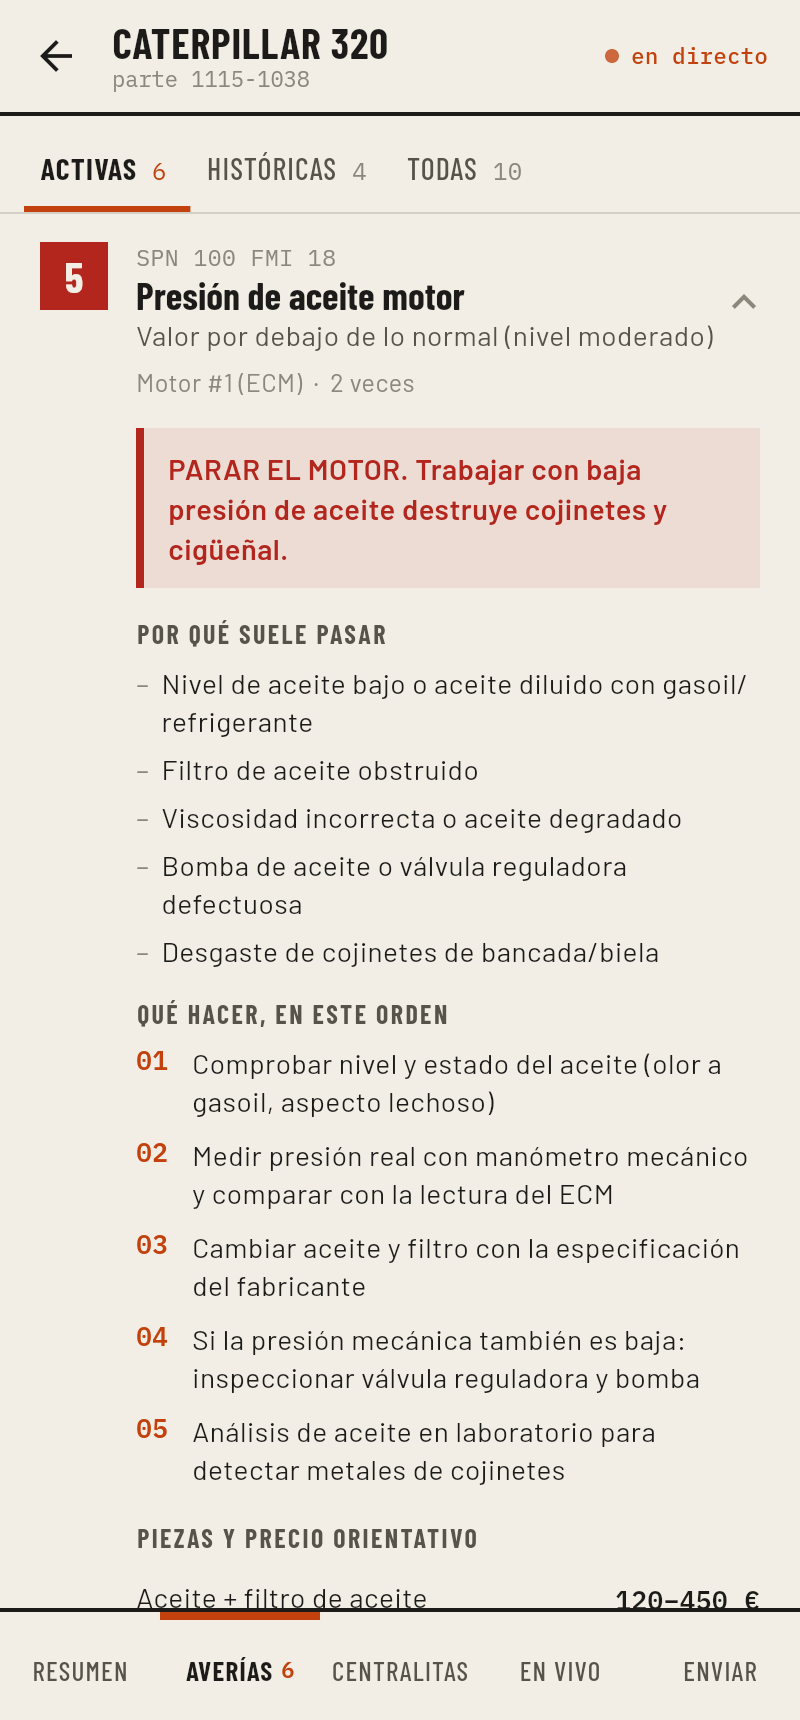 CATERPILLAR 320
parte 1115-1038
en directo
ACTIVAS 6 HISTÓRICAS 4 TODAS 10
5
SPN 100 FMI 18
Presión de aceite motor
Valor por debajo de lo normal (nivel moderado)
Motor #1 (ECM) · 2 veces
PARAR EL MOTOR. Trabajar con baja
presión de aceite destruye cojinetes y
cigüeñal.
POR QUÉ SUELE PASAR
– Nivel de aceite bajo o aceite diluido con gasoil/
refrigerante
– Filtro de aceite obstruido
– Viscosidad incorrecta o aceite degradado
– Bomba de aceite o válvula reguladora
defectuosa
– Desgaste de cojinetes de bancada/biela
QUÉ HACER, EN ESTE ORDEN
01 Comprobar nivel y estado del aceite (olor a
gasoil, aspecto lechoso)
02 Medir presión real con manómetro mecánico
y comparar con la lectura del ECM
03 Cambiar aceite y filtro con la especificación
del fabricante
04 Si la presión mecánica también es baja:
inspeccionar válvula reguladora y bomba
05 Análisis de aceite en laboratorio para
detectar metales de cojinetes
PIEZAS Y PRECIO ORIENTATIVO
Aceite + filtro de aceite 120–450 €
RESUMEN AVERÍAS 6 CENTRALITAS EN VIVO ENVIAR